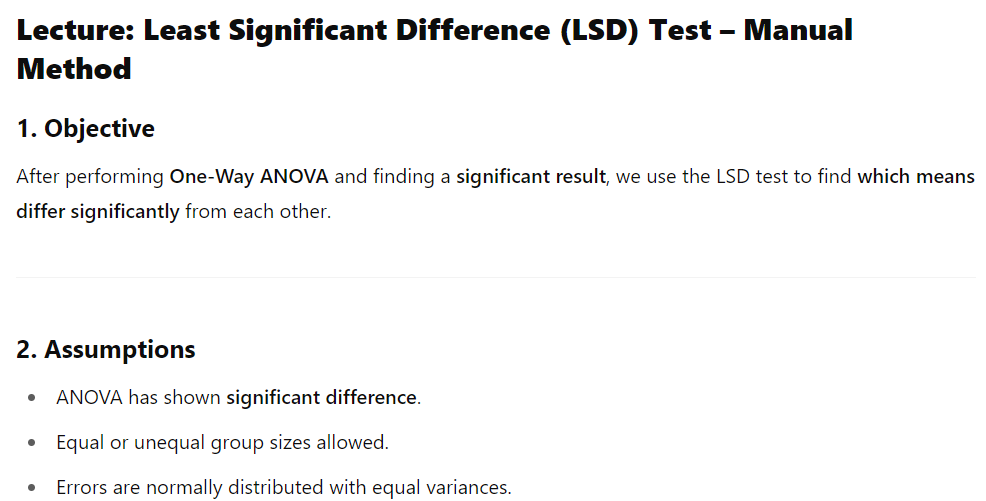 Lecture: Least Significant Difference (LSD) Test – Manual
Method
1. Objective
After performing One-Way ANOVA and finding a significant result, we use the LSD test to find which means
differ significantly from each other.
2. Assumptions
• ANOVA has shown significant difference.
• Equal or unequal group sizes allowed.
• Errors are normally distributed with equal variances.